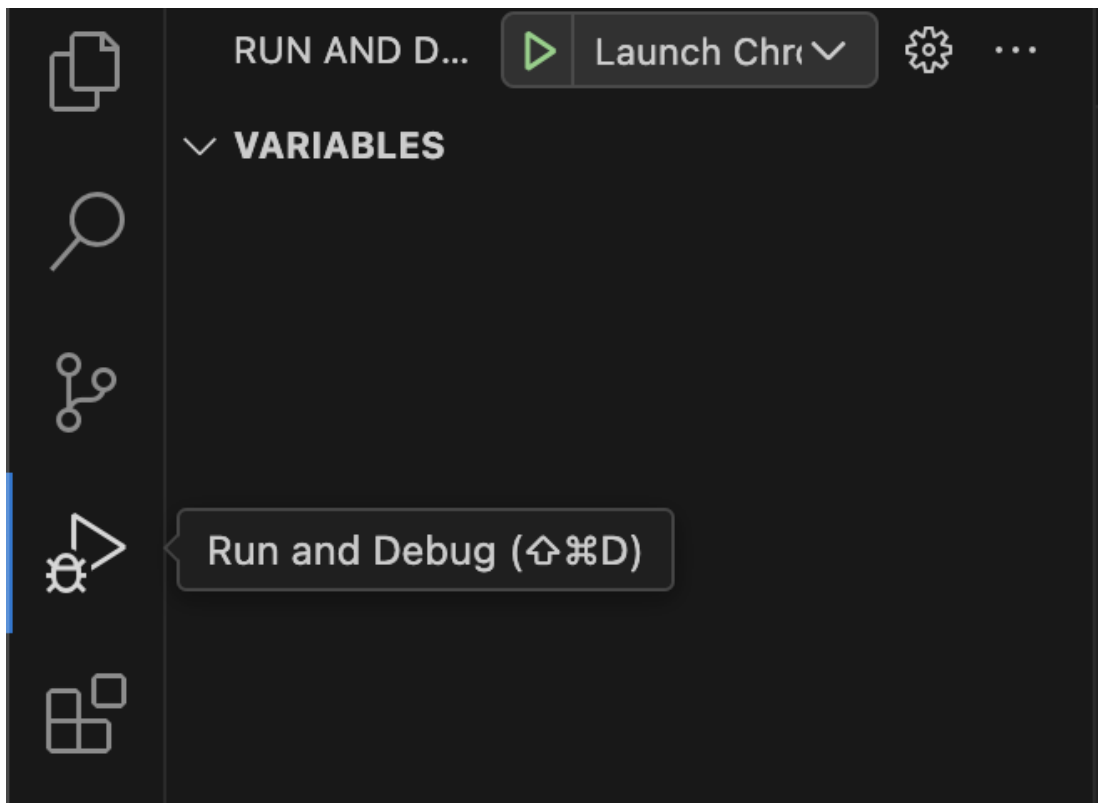 RUN AND D... Launch Chr
VARIABLES
Run and Debug (⇧⌘D)